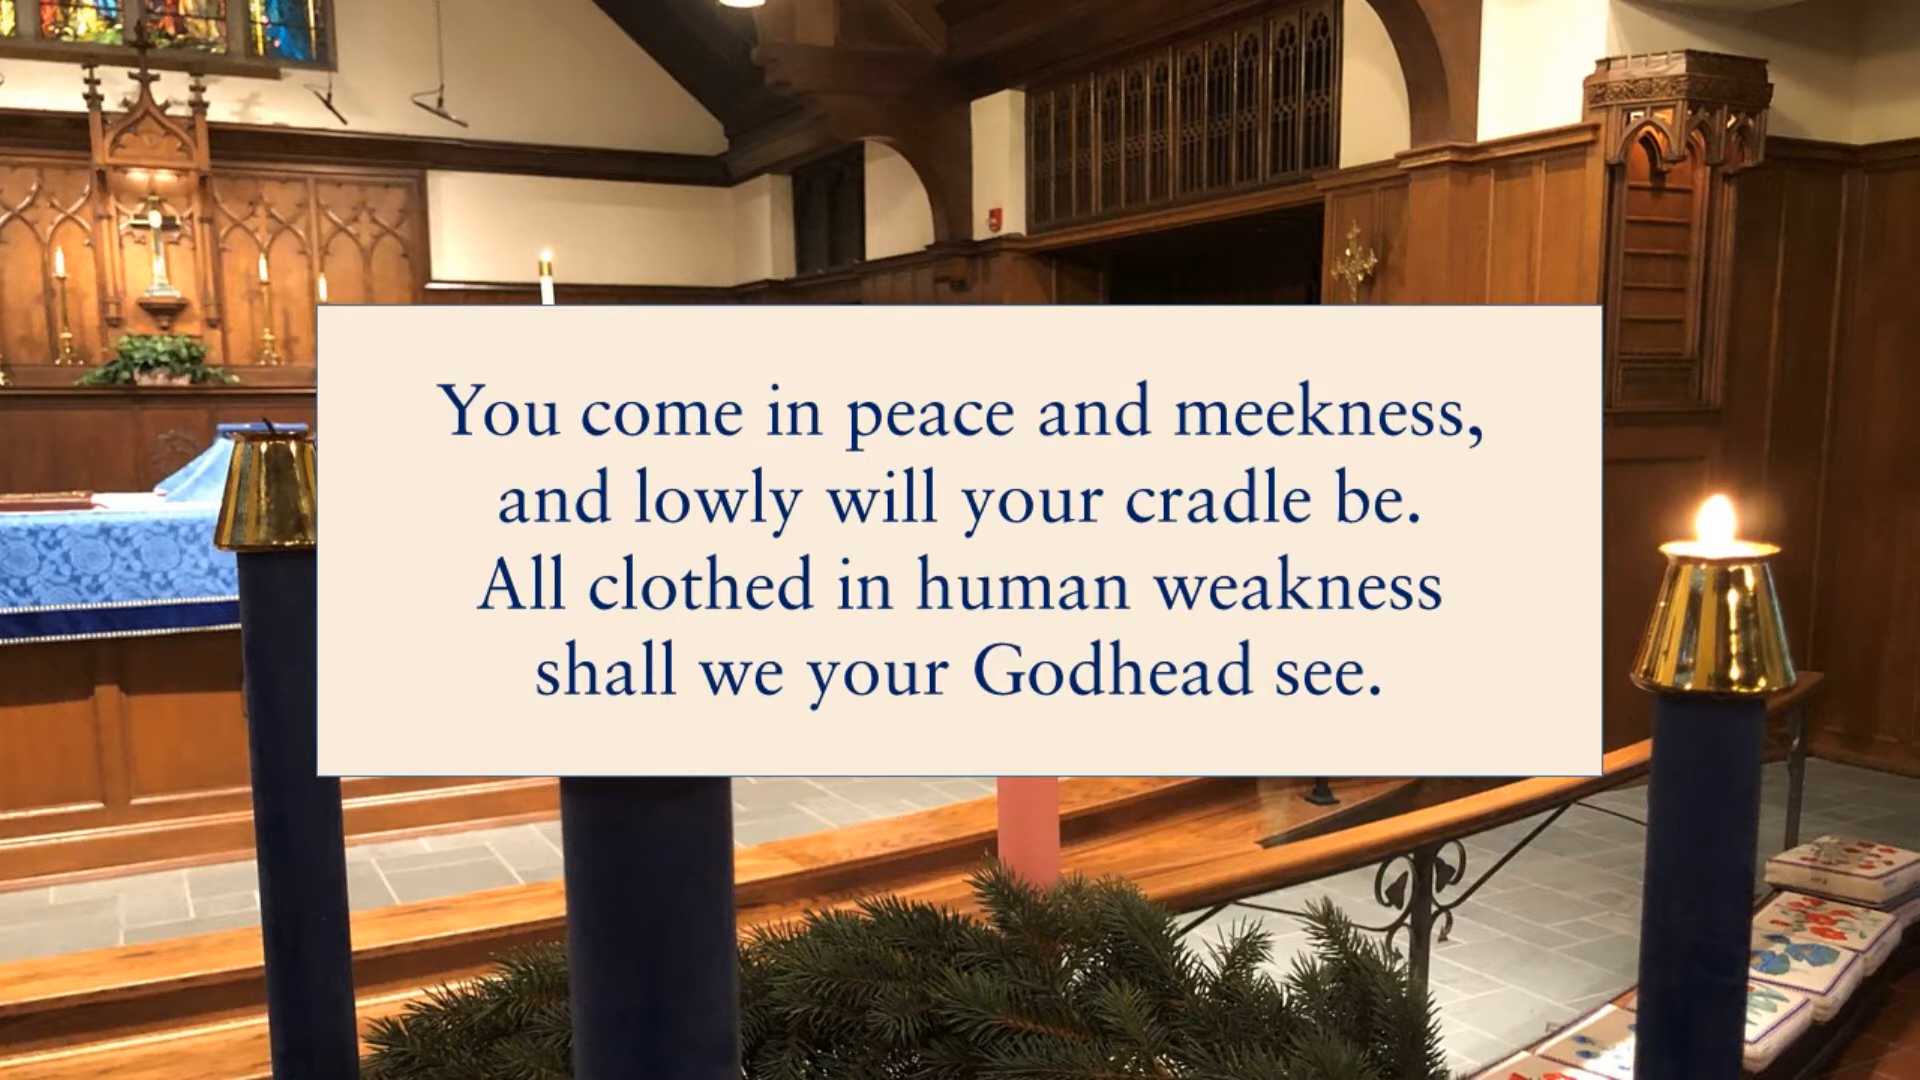 You come in peace and meekness,
and lowly will your cradle be.
All clothed in human weakness
shall we your Godhead see.